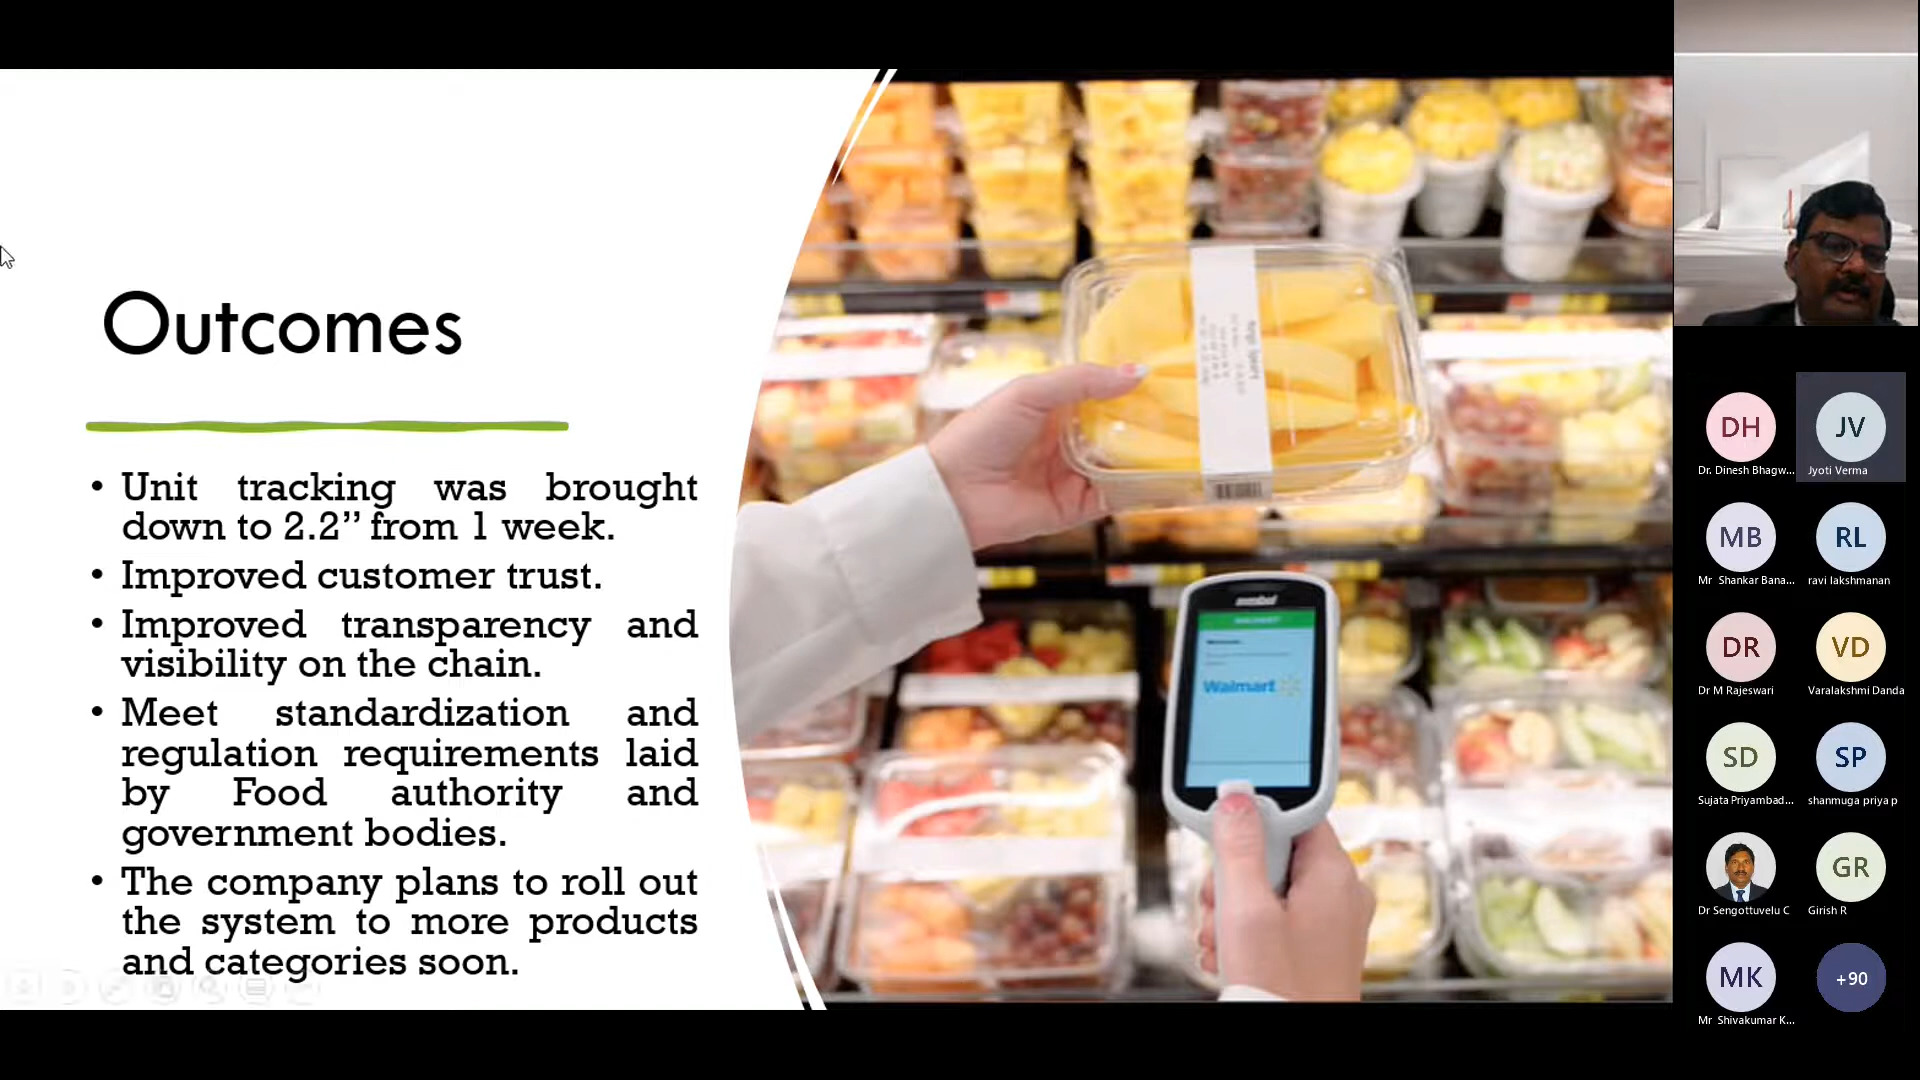 Outcomes
• Unit tracking was brought
down to 2.2” from 1 week.
• Improved customer trust.
• Improved transparency and
visibility on the chain.
• Meet standardization and
regulation requirements laid
by Food authority and
government bodies.
• The company plans to roll out
the system to more products
and categories soon.
symbol
Walmart
DH
Dr. Dinesh Bhagw...
JV
Jyoti Verma
MB
Mr Shankar Bana...
RL
ravi lakshmanan
DR
Dr M Rajeswari
VD
Varalakshmi Danda
SD
Sujata Priyambad...
SP
shanmuga priya p
Dr Sengottuvelu C
GR
Girish R
MK
Mr Shivakumar K...
+90